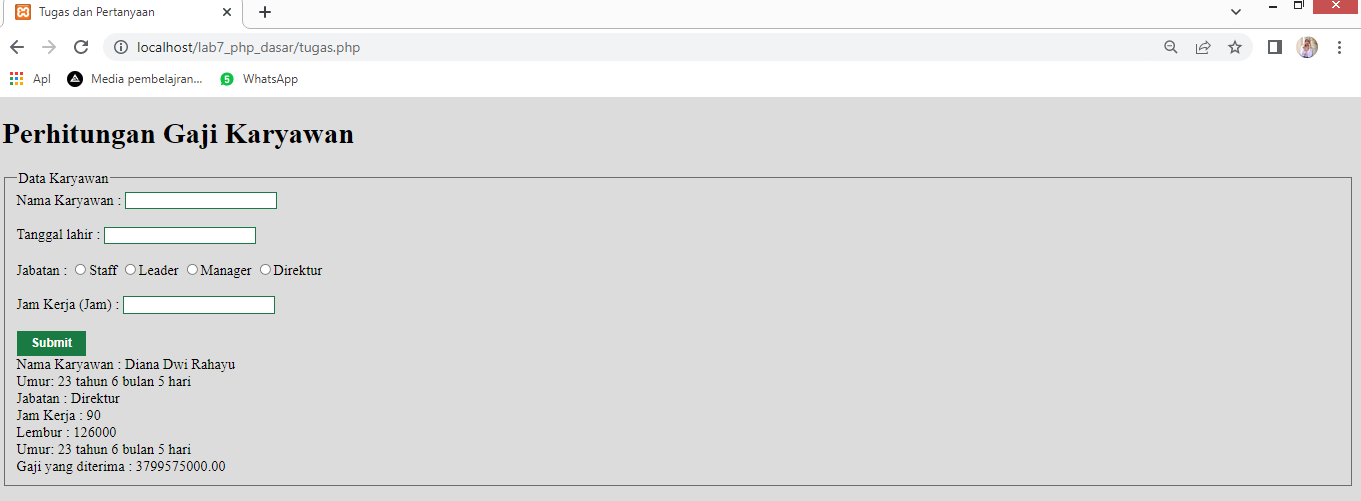 Tugas dan Pertanyaan
localhost/lab7_php_dasar/tugas.php
Apl Media pembelajran... WhatsApp
Perhitungan Gaji Karyawan
Data Karyawan
Nama Karyawan :
Tanggal lahir :
Jabatan : Staff Leader Manager Direktur
Jam Kerja (Jam) :
Submit
Nama Karyawan : Diana Dwi Rahayu
Umur: 23 tahun 6 bulan 5 hari
Jabatan : Direktur
Jam Kerja : 90
Lembur : 126000
Umur: 23 tahun 6 bulan 5 hari
Gaji yang diterima : 3799575000.00